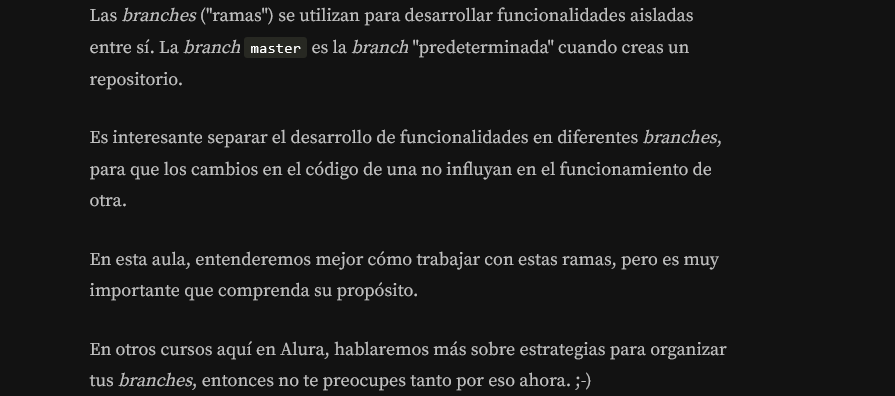 Las branches ("ramas") se utilizan para desarrollar funcionalidades aisladas
entre sí. La branch master es la branch "predeterminada" cuando creas un
repositorio.
Es interesante separar el desarrollo de funcionalidades en diferentes branches,
para que los cambios en el código de una no influyan en el funcionamiento de
otra.
En esta aula, entenderemos mejor cómo trabajar con estas ramas, pero es muy
importante que comprenda su propósito.
En otros cursos aquí en Alura, hablaremos más sobre estrategias para organizar
tus branches, entonces no te preocupes tanto por eso ahora. ;-)